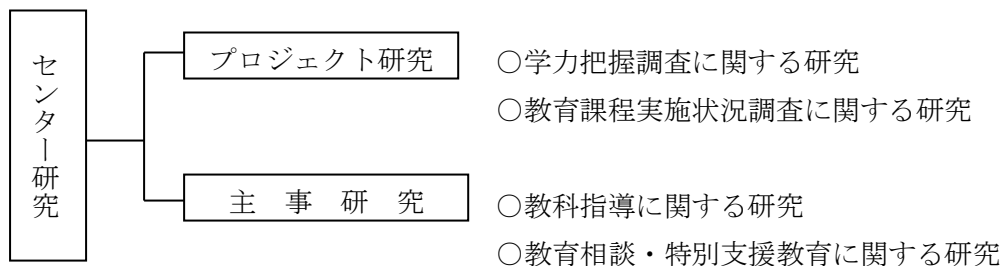 センター研究
プロジェクト研究
○学力把握調査に関する研究
○教育課程実施状況調査に関する研究
主　事　研　究
○教科指導に関する研究
○教育相談・特別支援教育に関する研究